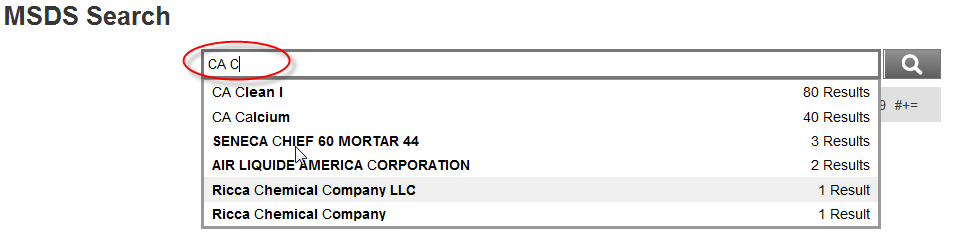 MSDS Search
CA C
CA Clean I 80 Results
9 #+=
CA Calcium 40 Results
SENECA CHIEF 60 MORTAR 44 3 Results
AIR LIQUIDE AMERICA CORPORATION 2 Results
Ricca Chemical Company LLC 1 Result
Ricca Chemical Company 1 Result